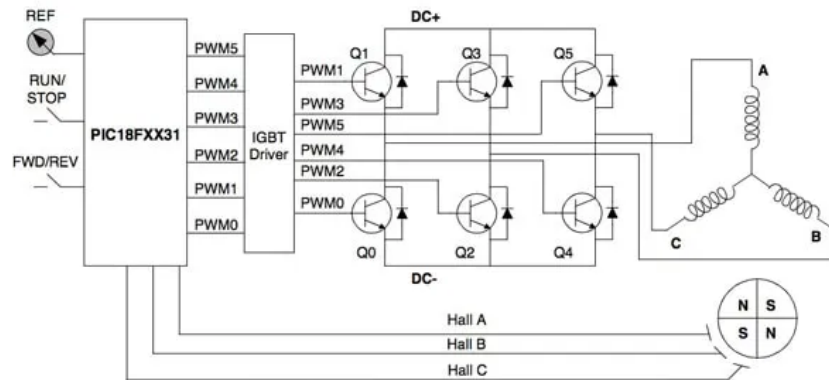 REF
RUN/
STOP
FWD/REV
PIC18FXX31
PWM5
PWM4
PWM3
PWM2
PWM1
PWM0
IGBT
Driver
PWM1
PWM3
PWM5
PWM4
PWM2
PWM0
DC+
Q1
Q3
Q5
Q0
Q2
Q4
DC-
A
C
B
Hall A
Hall B
Hall C
N S
S N